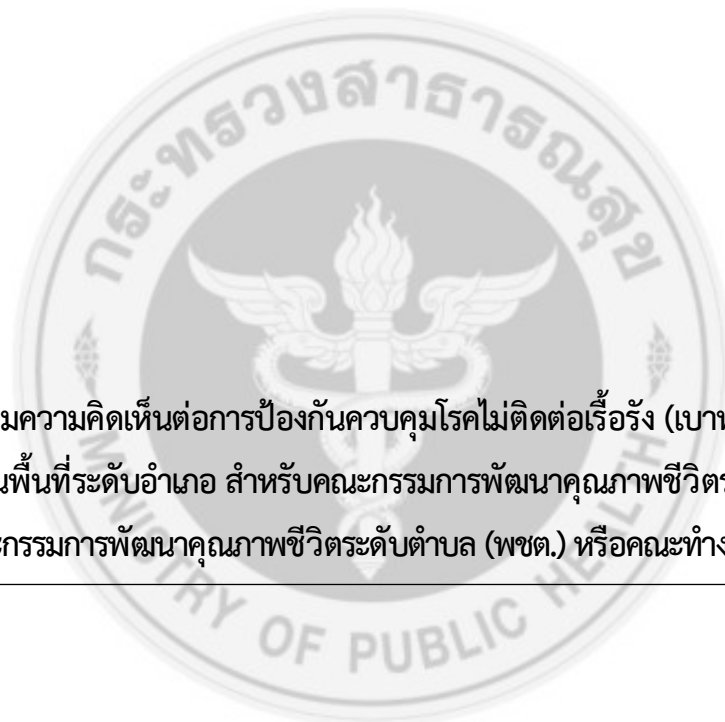 กระทรวงสาธารณสุข
มความคิดเห็นต่อการป้องกันควบคุมโรคไม่ติดต่อเรื้อรัง (เบาห
นพื้นที่ระดับอำเภอ สำหรับคณะกรรมการพัฒนาคุณภาพชีวิตร
ะกรรมการพัฒนาคุณภาพชีวิตระดับตำบล (พชต.) หรือคณะทำง
MINISTRY OF PUBLIC HEALTH